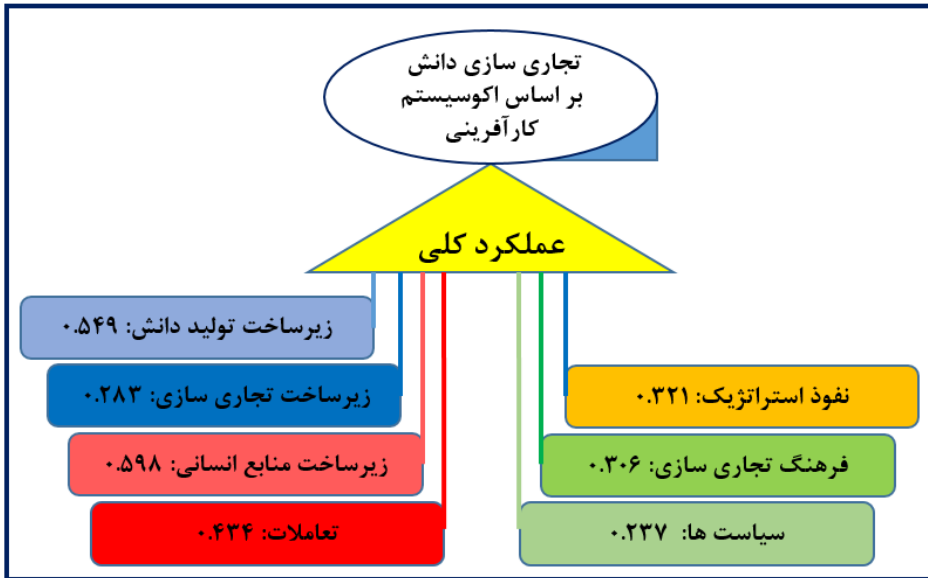 تجاری سازی دانش
بر اساس اکوسیستم
کارآفرینی
عملکرد کلی
زیرساخت تولید دانش: ۰.۵۴۹
زیرساخت تجاری سازی: ۰.۲۸۳
زیرساخت منابع انسانی: ۰.۵۹۸
تعاملات: ۰.۴۳۴
نفوذ استراتژیک: ۰.۳۲۱
فرهنگ تجاری سازی: ۰.۳۰۶
سیاست ها: ۰.۲۳۷